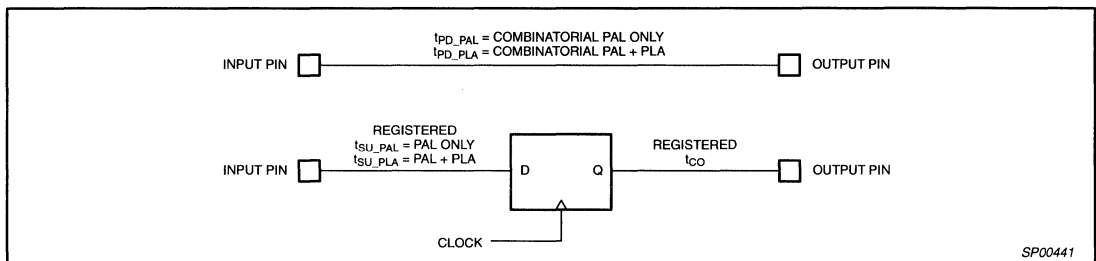 tPD_PAL = COMBINATORIAL PAL ONLY
tPD_PLA = COMBINATORIAL PAL + PLA
INPUT PIN
OUTPUT PIN
REGISTERED
tSU_PAL = PAL ONLY
tSU_PLA = PAL + PLA
REGISTERED
tCO
INPUT PIN
D
Q
OUTPUT PIN
CLOCK
SP00441